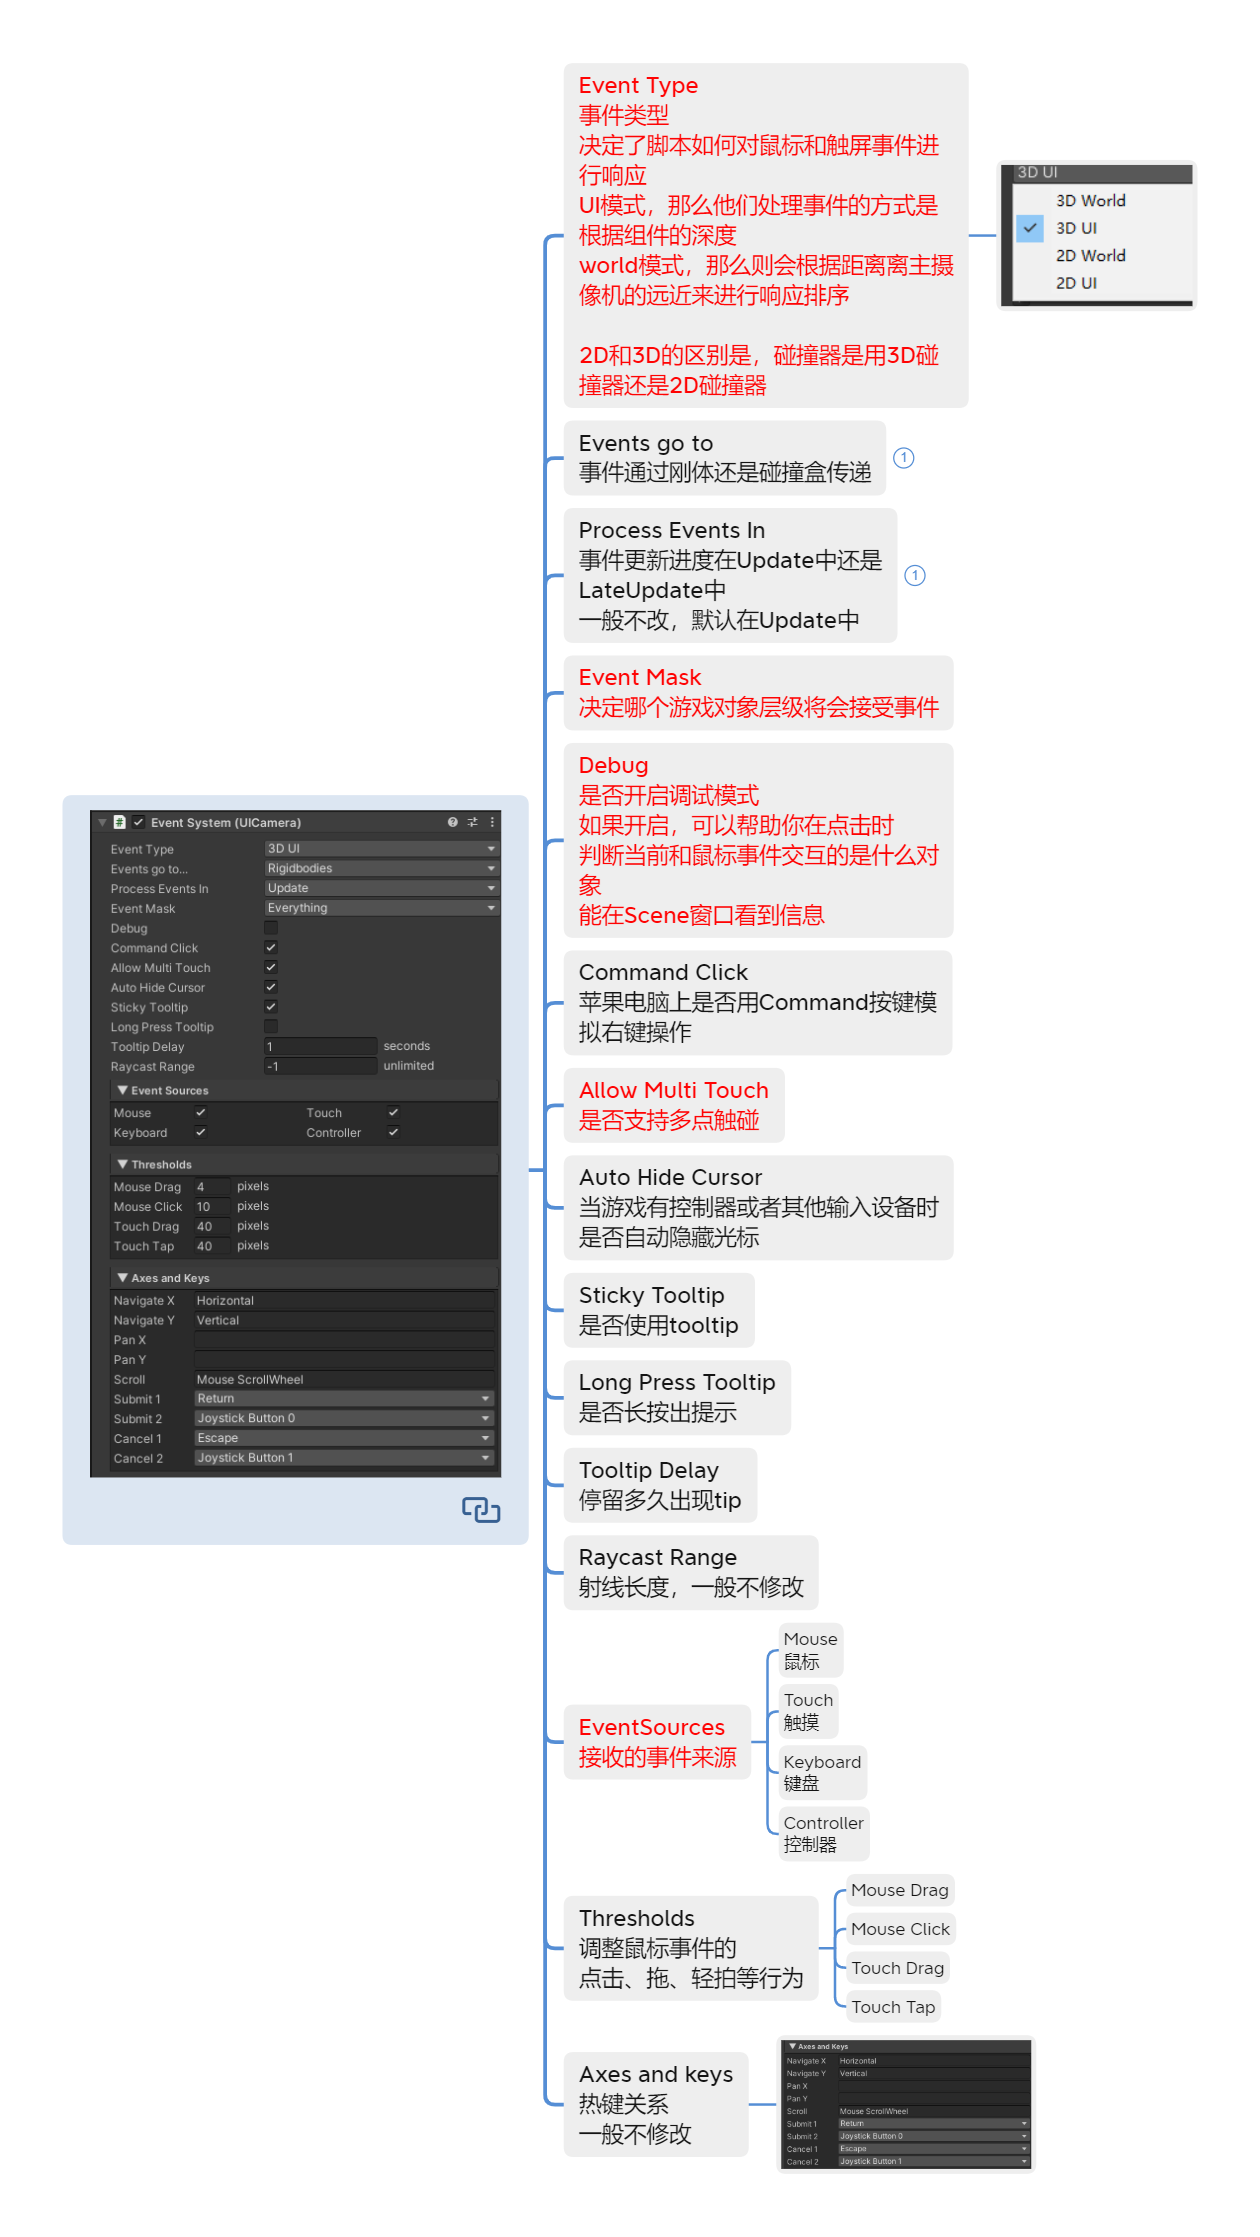 Event System (UICamera)
Event Type 3D UI
Events go to... Rigidbodies
Process Events In Update
Event Mask Everything
Debug
Command Click
Allow Multi Touch
Auto Hide Cursor
Sticky Tooltip
Long Press Tooltip
Tooltip Delay 1 seconds
Raycast Range -1 unlimited
Event Sources
Mouse Touch
Keyboard Controller
Thresholds
Mouse Drag 4 pixels
Mouse Click 10 pixels
Touch Drag 40 pixels
Touch Tap 40 pixels
Axes and Keys
Navigate X Horizontal
Navigate Y Vertical
Pan X
Pan Y
Scroll Mouse ScrollWheel
Submit 1 Return
Submit 2 Joystick Button 0
Cancel 1 Escape
Cancel 2 Joystick Button 1
Event Type
事件类型
决定了脚本如何对鼠标和触屏事件进
行响应
UI模式，那么他们处理事件的方式是
根据组件的深度
world模式，那么则会根据距离离主摄
像机的远近来进行响应排序
2D和3D的区别是，碰撞器是用3D碰
撞器还是2D碰撞器
3D UI
3D World
3D UI
2D World
2D UI
Events go to
事件通过刚体还是碰撞盒传递
1
Process Events In
事件更新进度在Update中还是
LateUpdate中
一般不改，默认在Update中
1
Event Mask
决定哪个游戏对象层级将会接受事件
Debug
是否开启调试模式
如果开启，可以帮助你在点击时
判断当前和鼠标事件交互的是什么对
象
能在Scene窗口看到信息
Command Click
苹果电脑上是否用Command按键模
拟右键操作
Allow Multi Touch
是否支持多点触碰
Auto Hide Cursor
当游戏有控制器或者其他输入设备时
是否自动隐藏光标
Sticky Tooltip
是否使用tooltip
Long Press Tooltip
是否长按出提示
Tooltip Delay
停留多久出现tip
Raycast Range
射线长度，一般不修改
EventSources
接收的事件来源
Mouse
鼠标
Touch
触摸
Keyboard
键盘
Controller
控制器
Thresholds
调整鼠标事件的
点击、拖、轻拍等行为
Mouse Drag
Mouse Click
Touch Drag
Touch Tap
Axes and keys
热键关系
一般不修改
Axes and Keys
Navigate X Horizontal
Navigate Y Vertical
Pan X
Pan Y
Scroll Mouse ScrollWheel
Submit 1 Return
Submit 2 Joystick Button 0
Cancel 1 Escape
Cancel 2 Joystick Button 1